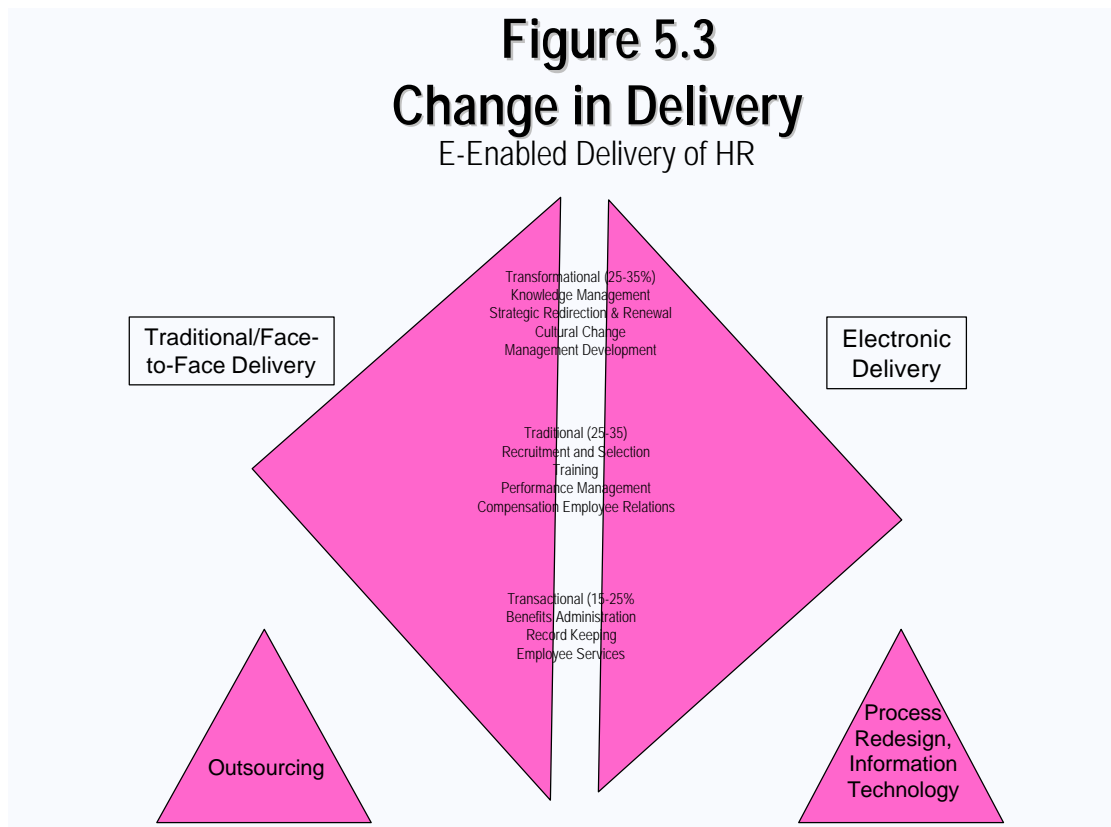 Figure 5.3
Change in Delivery
E-Enabled Delivery of HR
Transformational (25-35%)
Knowledge Management
Strategic Redirection & Renewal
Cultural Change
Management Development
Traditional/Face-
to-Face Delivery
Electronic
Delivery
Traditional (25-35)
Recruitment and Selection
Training
Performance Management
Compensation Employee Relations
Transactional (15-25%
Benefits Administration
Record Keeping
Employee Services
Outsourcing
Process
Redesign,
Information
Technology